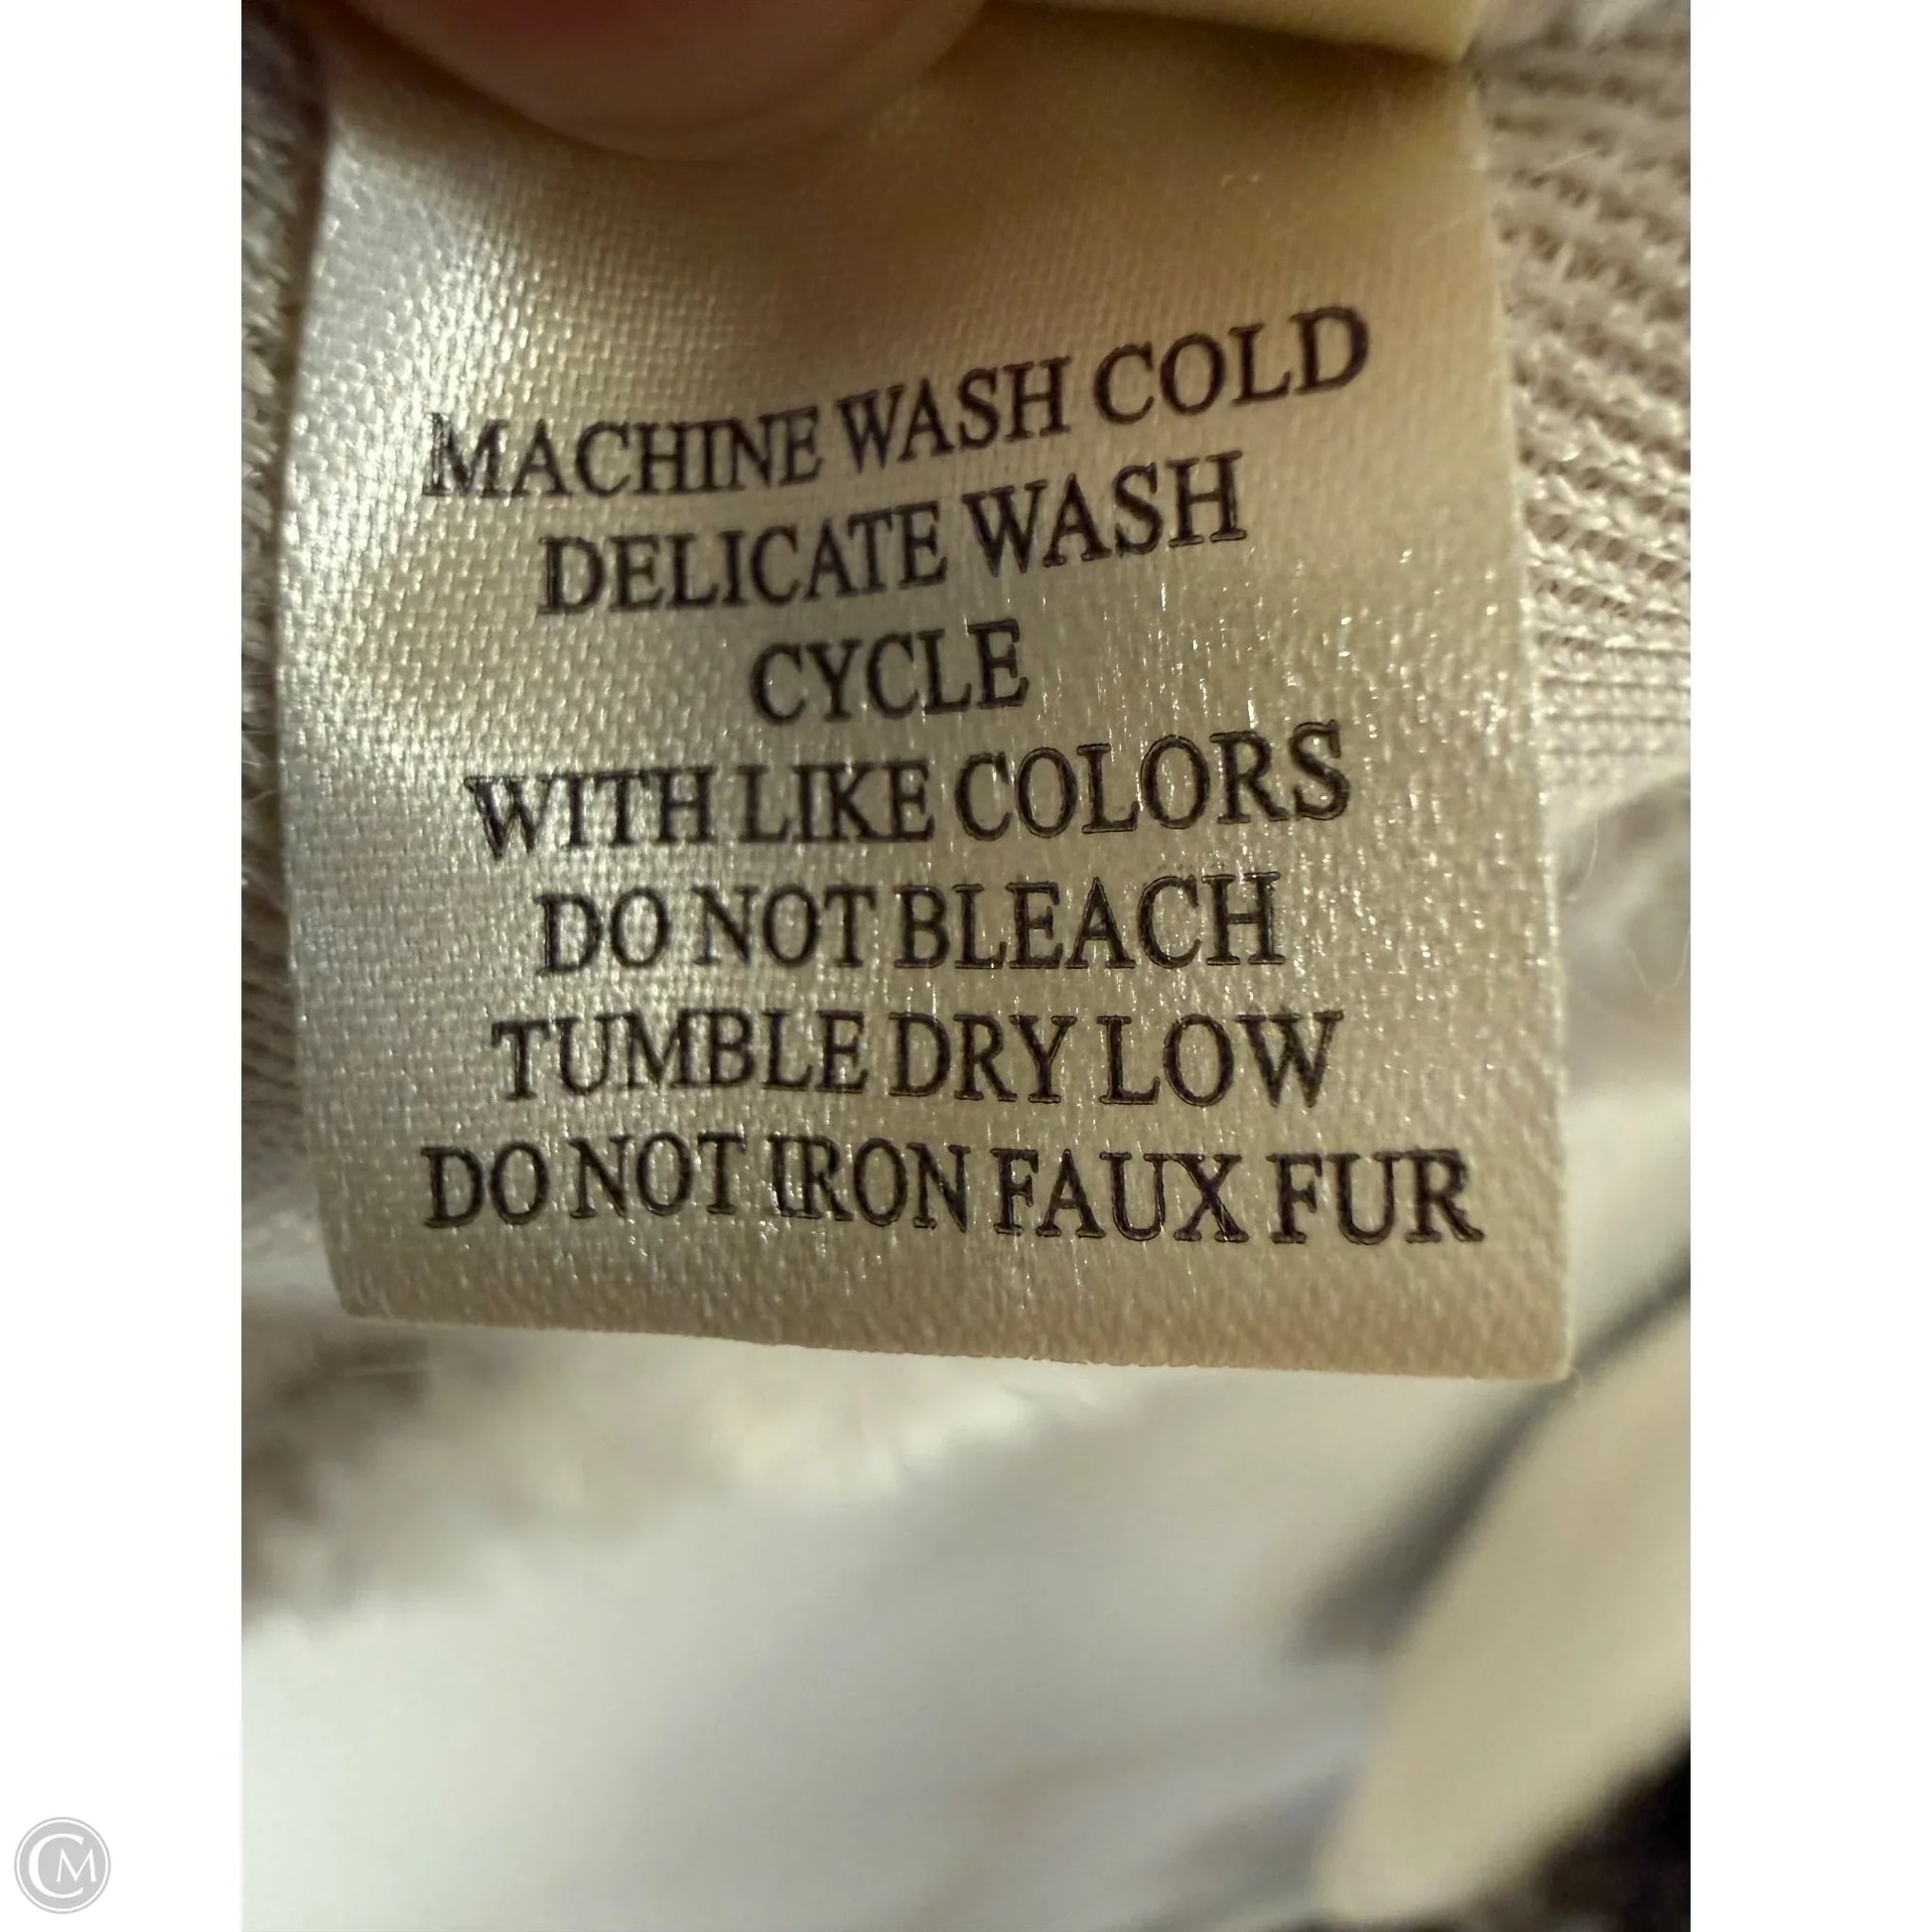 MACHINE WASH COLD
DELICATE WASH
CYCLE
WITH LIKE COLORS
DO NOT BLEACH
TUMBLE DRY LOW
DO NOT IRON FAUX FUR
CM